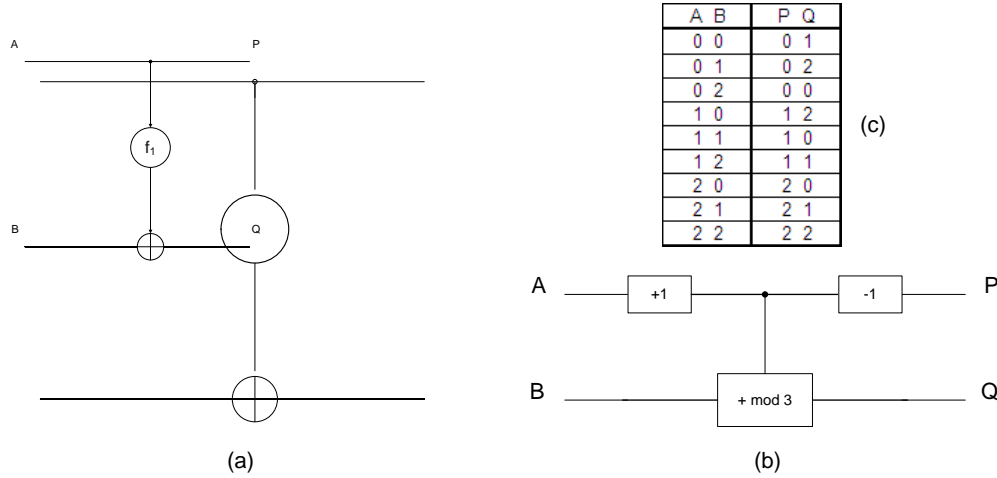 A
P
f1
B
Q
(a)
A B P Q
0 0 0 1
0 1 0 2
0 2 0 0
1 0 1 2
1 1 1 0
1 2 1 1
2 0 2 0
2 1 2 1
2 2 2 2
(c)
A +1 -1 P
B + mod 3 Q
(b)